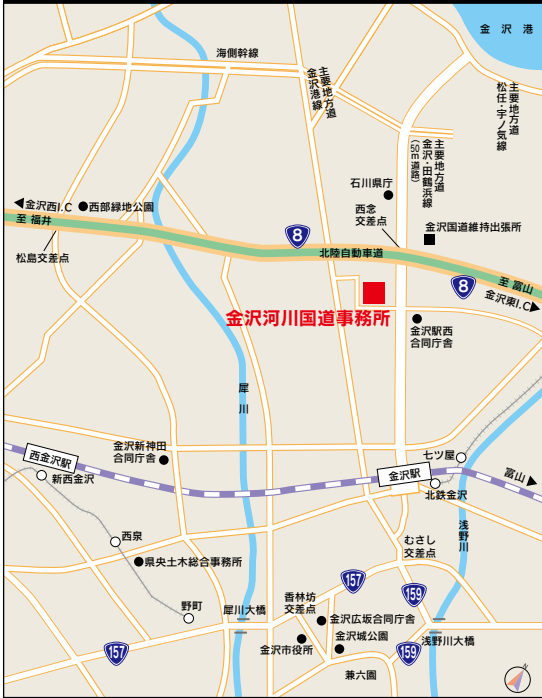 金沢港
海側幹線
主要地方道
金沢港線
主要地方道
松任・宇ノ気線
主要地方道
金沢・田鶴浜線
(50m道路)
石川県庁
金沢西I.C
西部緑地公園
至 福井
西念
交差点
金沢国道維持出張所
8
松島交差点
北陸自動車道
至 富山
8
金沢東I.C
金沢河川国道事務所
金沢駅西
合同庁舎
犀川
金沢新神田
合同庁舎
七ツ屋
西金沢駅
新西金沢
金沢駅
富山
北鉄金沢
浅野川
西泉
むさし
交差点
県央土木総合事務所
157
159
香林坊
交差点
野町
犀川大橋
金沢広坂合同庁舎
金沢市役所
金沢城公園
浅野川大橋
157
159
兼六園
N